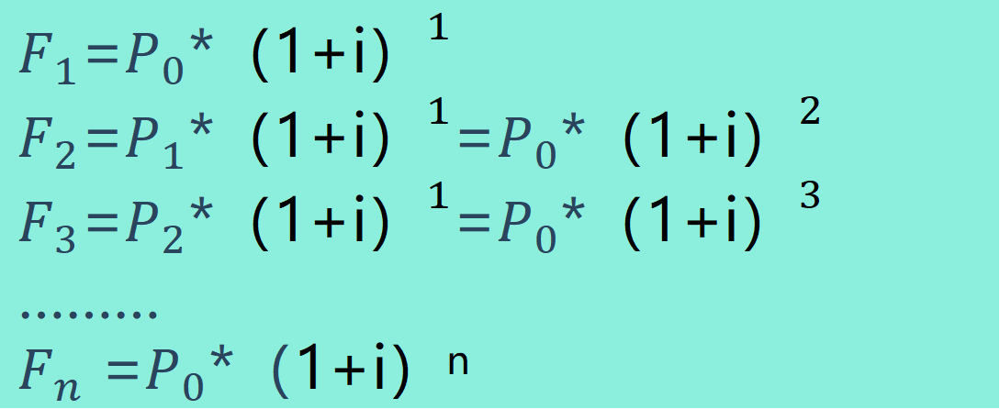 F₁=P₀* (1+i) ¹
F₂=P₁* (1+i) ¹=P₀* (1+i) ²
F₃=P₂* (1+i) ¹=P₀* (1+i) ³
.........
Fₙ =P₀* (1+i) ⁿ